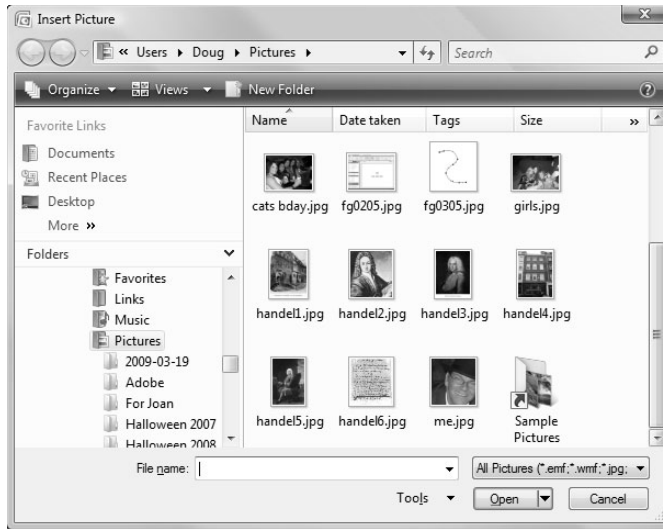 Insert Picture
« Users ▸ Doug ▸ Pictures ▸ Search
Organize Views New Folder
Favorite Links
Documents
Recent Places
Desktop
More »
Folders
Favorites
Links
Music
Pictures
2009-03-19
Adobe
For Joan
Halloween 2007
Halloween 2008
Name Date taken Tags Size »
cats bday.jpg fg0205.jpg fg0305.jpg girls.jpg
handel1.jpg handel2.jpg handel3.jpg handel4.jpg
handel5.jpg handel6.jpg me.jpg Sample
Pictures
File name: All Pictures (*.emf;*.wmf;*.jpg;
Tools Open Cancel